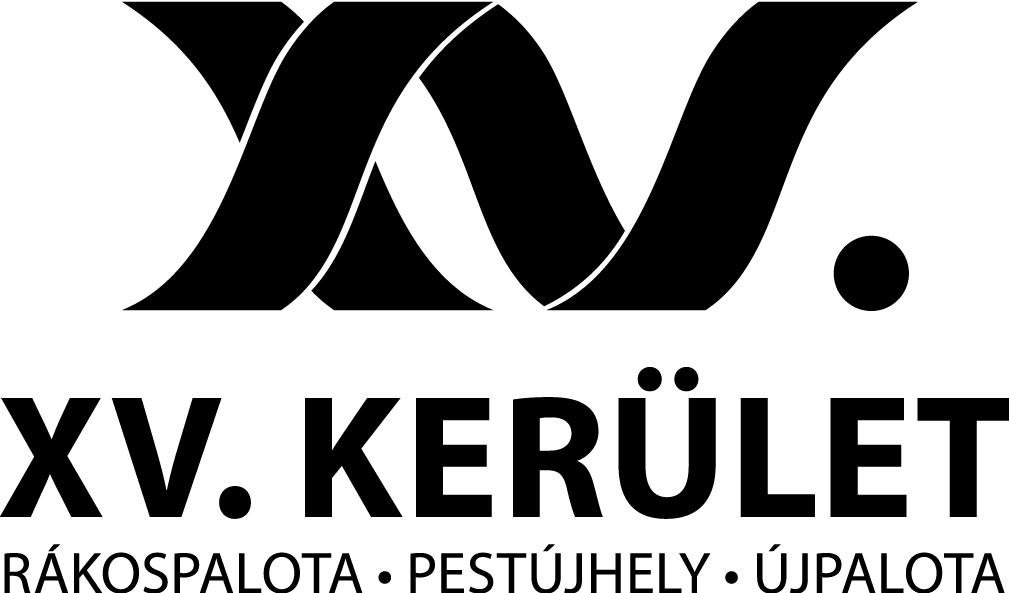 XV.
XV. KERÜLET
RÁKOSPALOTA • PESTÚJHELY • ÚJPALOTA